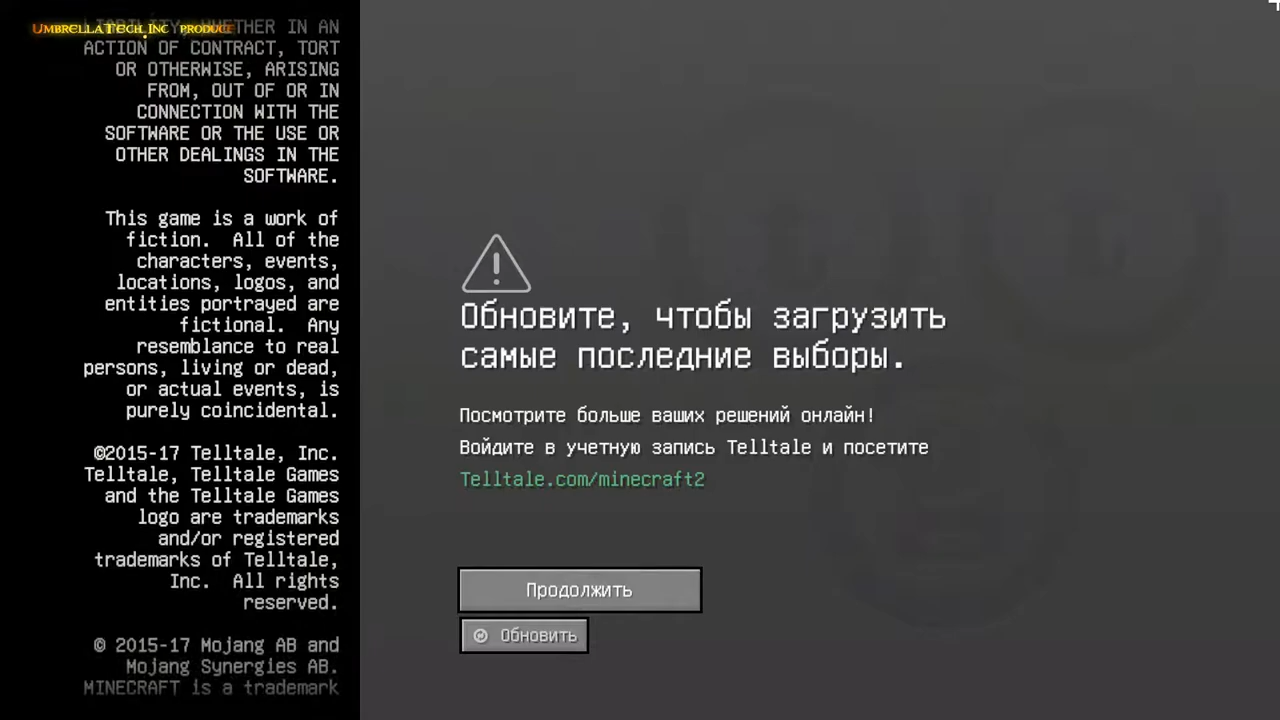 UmbrellaTech.Inc produce
LIABILITY, WHETHER IN AN
ACTION OF CONTRACT, TORT
OR OTHERWISE, ARISING
FROM, OUT OF OR IN
CONNECTION WITH THE
SOFTWARE OR THE USE OR
OTHER DEALINGS IN THE
SOFTWARE.
This game is a work of
fiction. All of the
characters, events,
locations, logos, and
entities portrayed are
fictional. Any
resemblance to real
persons, living or dead,
or actual events, is
purely coincidental.
©2015-17 Telltale, Inc.
Telltale, Telltale Games
and the Telltale Games
logo are trademarks
and/or registered
trademarks of Telltale,
Inc. All rights
reserved.
© 2015-17 Mojang AB and
Mojang Synergies AB.
MINECRAFT is a trademark
Обновите, чтобы загрузить
самые последние выборы.
Посмотрите больше ваших решений онлайн!
Войдите в учетную запись Telltale и посетите
Telltale.com/minecraft2
Продолжить
Обновить